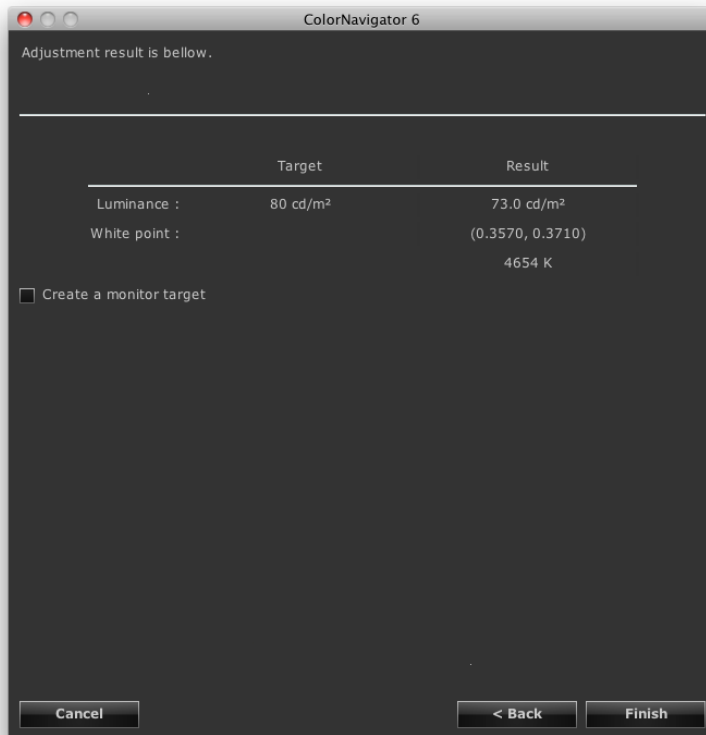 ColorNavigator 6
Adjustment result is bellow.
Target Result
Luminance : 80 cd/m² 73.0 cd/m²
White point : (0.3570, 0.3710)
4654 K
Create a monitor target
Cancel < Back Finish